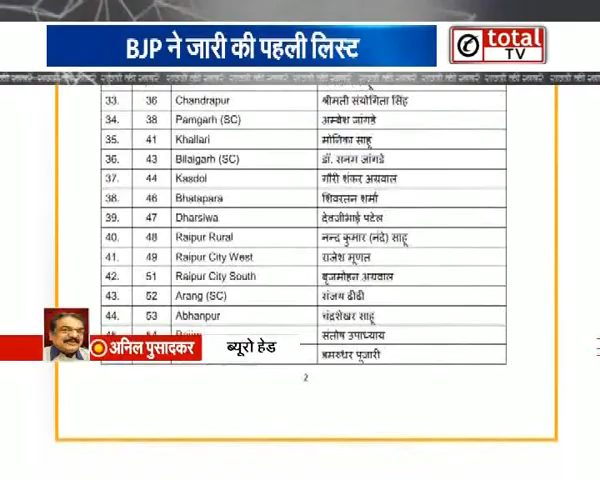 BJP ने जारी की पहली लिस्ट
total
TV
33. 36 Chandrapur श्रीमती संयोगिता सिंह
34. 38 Pamgarh (SC) अम्बेश जांगडे
35. 41 Khallari मोनिका साहू
36. 43 Bilaigarh (SC) डॉ. सनम जांगडे
37. 44 Kasdol गौरी शंकर अग्रवाल
38. 46 Bhatapara शिवरतन शर्मा
39. 47 Dharsiwa देवजीभाई पटेल
40. 48 Raipur Rural नन्द कुमार (नंदे) साहू
41. 49 Raipur City West राजेश मूणत
42. 51 Raipur City South बृजमोहन अग्रवाल
43. 52 Arang (SC) संजय ढीढी
44. 53 Abhanpur चंद्रशेखर साहू
संतोष उपाध्याय
डमरुधर पूजारी
अनिल पुसादकर ब्यूरो हेड
2